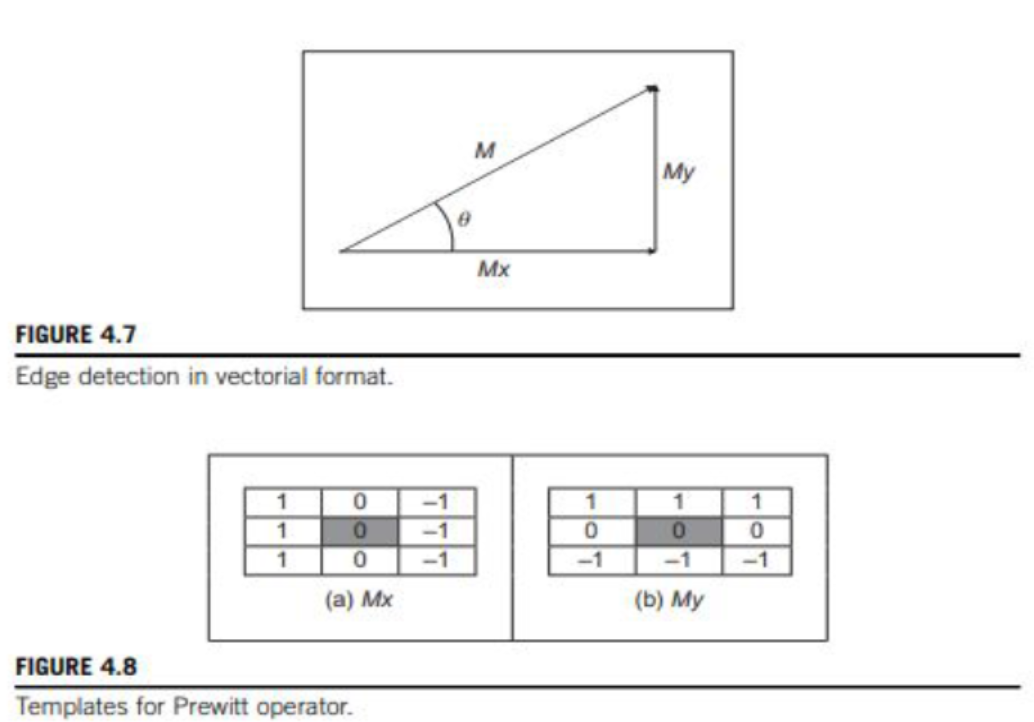 M
My
θ
Mx
FIGURE 4.7
Edge detection in vectorial format.
1 0 –1
1 0 –1
1 0 –1
(a) Mx
1 1 1
0 0 0
–1 –1 –1
(b) My
FIGURE 4.8
Templates for Prewitt operator.